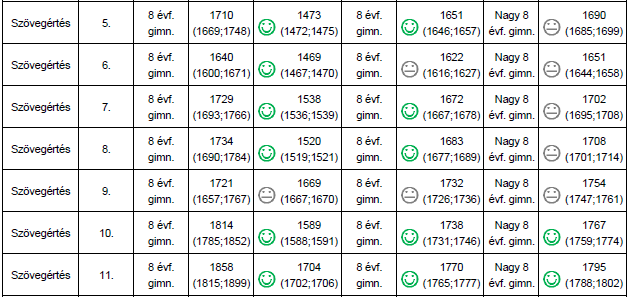 Szövegértés 5. 8 évf. gimn. 1710 (1669;1748) 1473 (1472;1475) 8 évf. gimn. 1651 (1646;1657) Nagy 8 évf. gimn. 1690 (1685;1699)
Szövegértés 6. 8 évf. gimn. 1640 (1600;1671) 1469 (1467;1470) 8 évf. gimn. 1622 (1616;1627) Nagy 8 évf. gimn. 1651 (1644;1658)
Szövegértés 7. 8 évf. gimn. 1729 (1693;1766) 1538 (1536;1539) 8 évf. gimn. 1672 (1667;1678) Nagy 8 évf. gimn. 1702 (1695;1708)
Szövegértés 8. 8 évf. gimn. 1734 (1690;1784) 1520 (1519;1521) 8 évf. gimn. 1683 (1677;1689) Nagy 8 évf. gimn. 1708 (1701;1714)
Szövegértés 9. 8 évf. gimn. 1721 (1657;1767) 1669 (1667;1670) 8 évf. gimn. 1732 (1726;1736) Nagy 8 évf. gimn. 1754 (1747;1761)
Szövegértés 10. 8 évf. gimn. 1814 (1785;1852) 1589 (1588;1591) 8 évf. gimn. 1738 (1731;1746) Nagy 8 évf. gimn. 1767 (1759;1774)
Szövegértés 11. 8 évf. gimn. 1858 (1815;1899) 1704 (1702;1706) 8 évf. gimn. 1770 (1765;1777) Nagy 8 évf. gimn. 1795 (1788;1802)